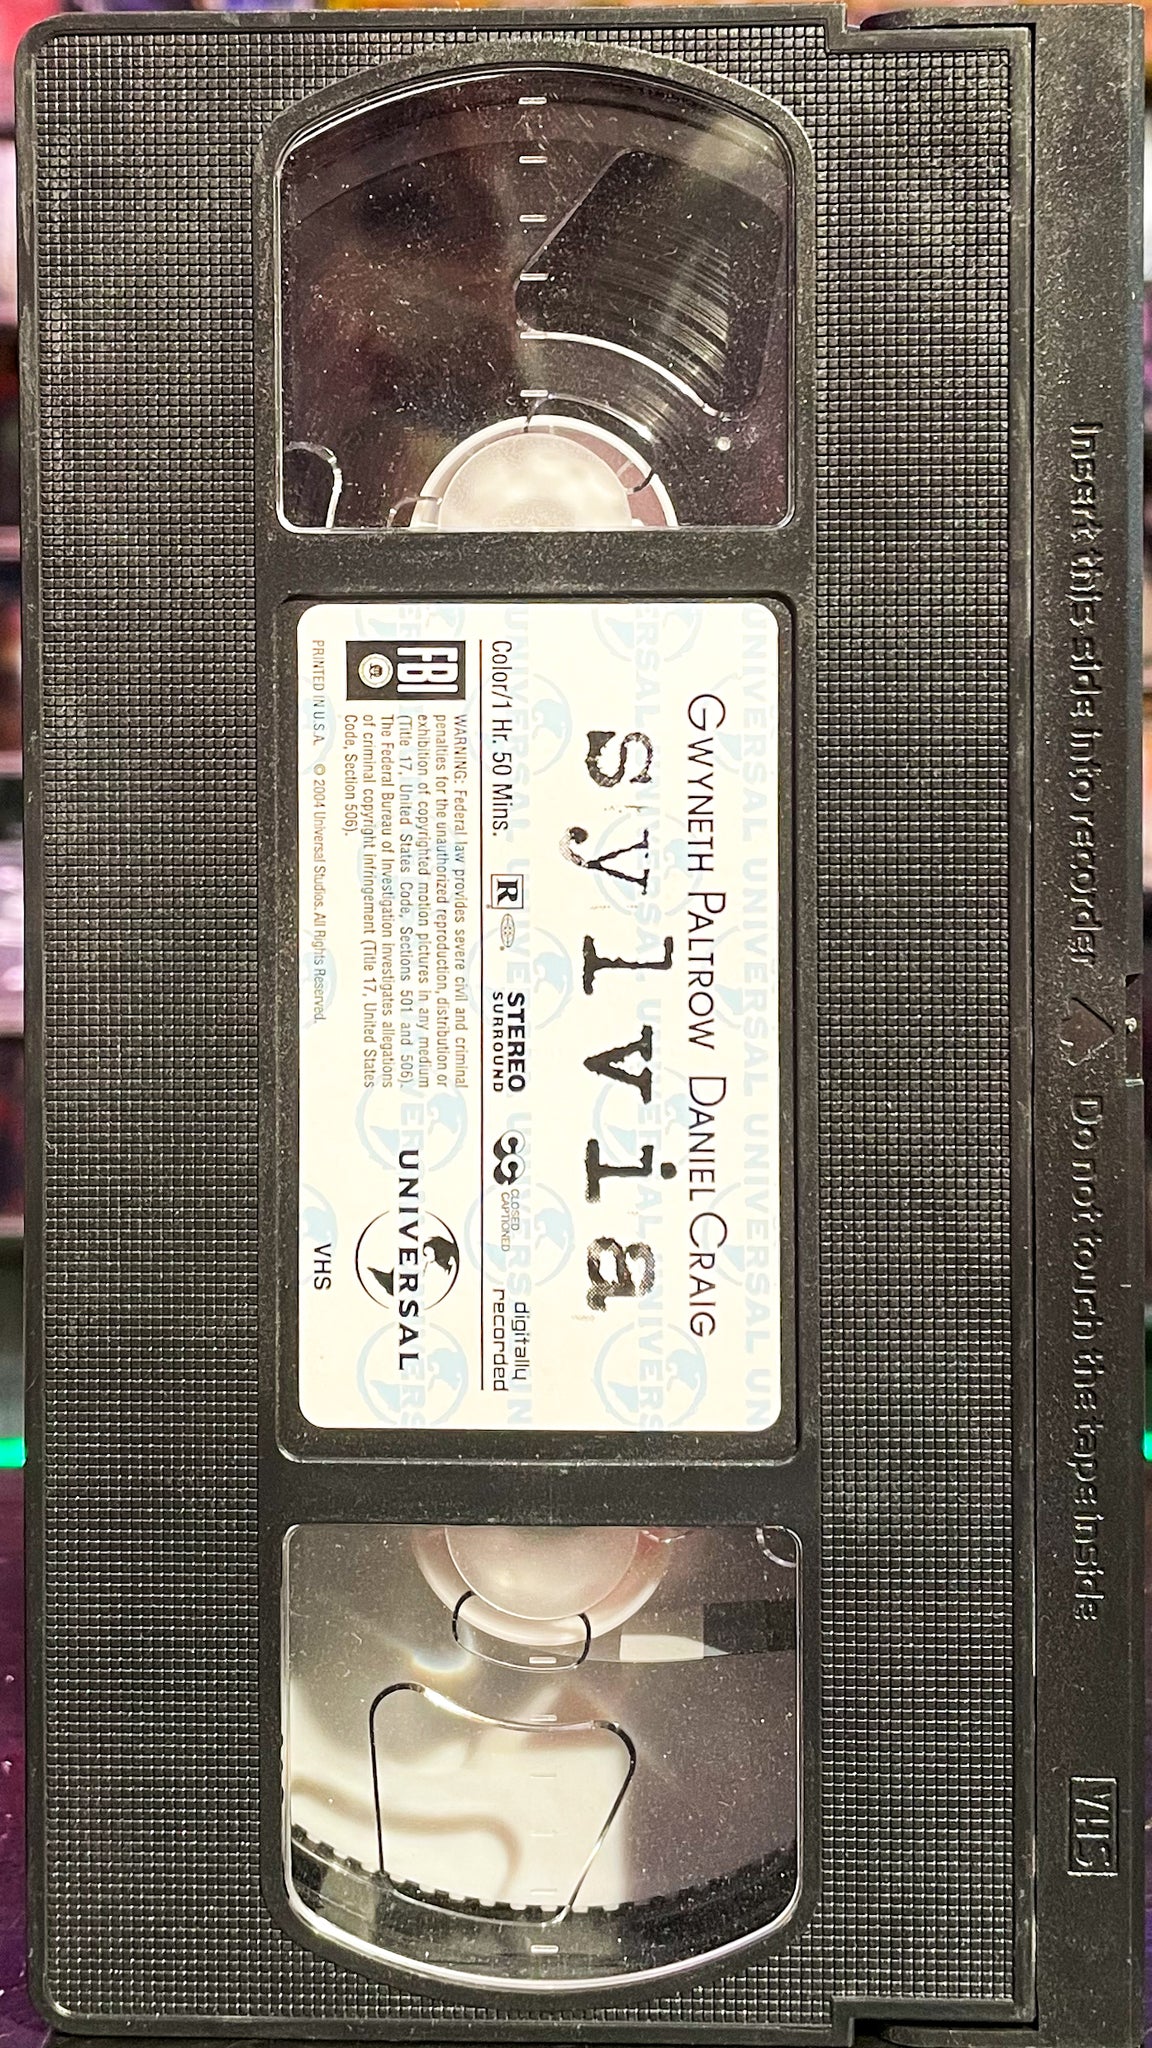 Insert this side into recorder △ Do not touch the tape inside
VHS
GWYNETH PALTROW DANIEL CRAIG
sylvia
Color/1 Hr. 50 Mins.
R
STEREO
SURROUND
CC
CLOSED
CAPTIONED
digitally
recorded
FBI
WARNING: Federal law provides severe civil and criminal
penalties for the unauthorized reproduction, distribution or
exhibition of copyrighted motion pictures in any medium
(Title 17, United States Code, Sections 501 and 506).
The Federal Bureau of Investigation investigates allegations
of criminal copyright infringement (Title 17, United States
Code, Section 506).
UNIVERSAL
PRINTED IN U.S.A. © 2004 Universal Studios. All Rights Reserved.
VHS